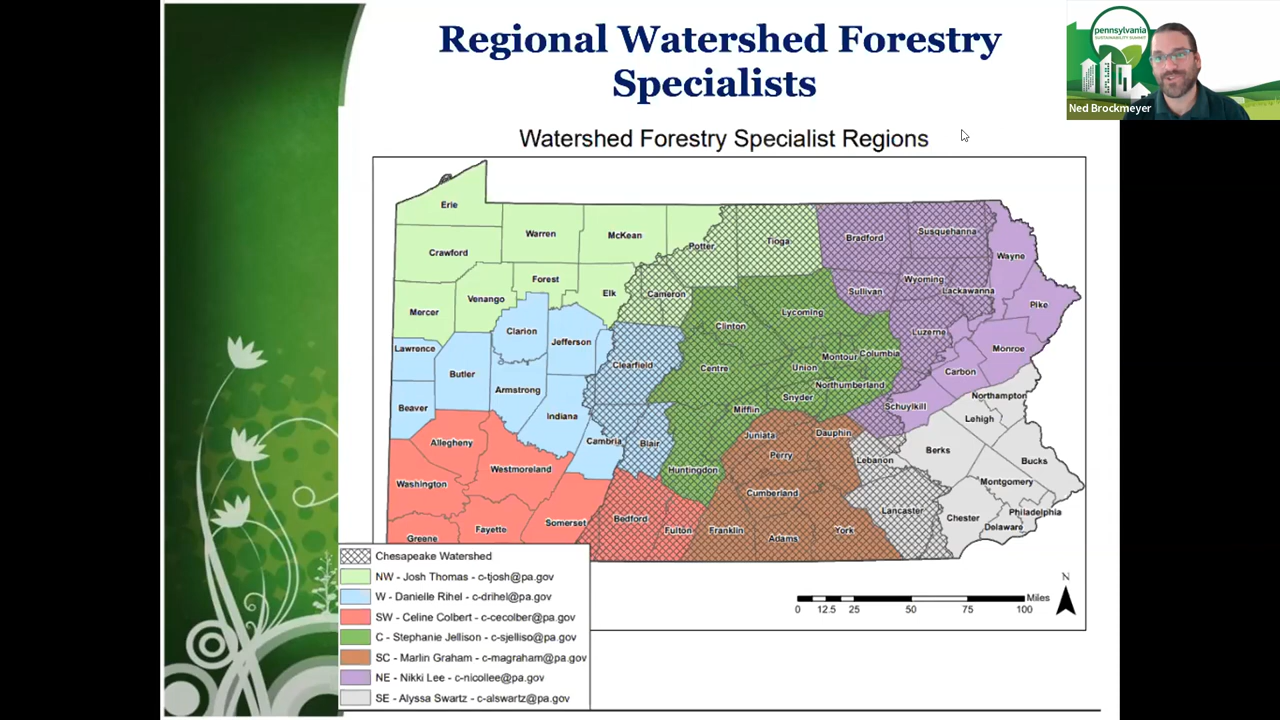 Regional Watershed Forestry
Specialists
pennsylvania
SUSTAINABILITY SUMMIT
Ned Brockmeyer
Watershed Forestry Specialist Regions
Erie
Warren
McKean
Potter
Tioga
Bradford
Susquehanna
Crawford
Wayne
Forest
Wyoming
Lackawanna
Venango
Elk
Cameron
Sullivan
Pike
Mercer
Clinton
Lycoming
Clarion
Jefferson
Luzerne
Lawrence
Clearfield
Montour
Columbia
Monroe
Butler
Centre
Union
Carbon
Armstrong
Northumberland
Snyder
Northampton
Beaver
Indiana
Mifflin
Schuylkill
Lehigh
Allegheny
Cambria
Blair
Juniata
Dauphin
Perry
Lebanon
Berks
Bucks
Westmoreland
Huntingdon
Washington
Cumberland
Montgomery
Lancaster
Philadelphia
Somerset
Bedford
Chester
Fayette
Fulton
Franklin
York
Delaware
Greene
Adams
Chesapeake Watershed
NW - Josh Thomas - c-tjosh@pa.gov
W - Danielle Rihel - c-drihel@pa.gov
SW - Celine Colbert - c-cecolber@pa.gov
C - Stephanie Jellison - c-sjelliso@pa.gov
SC - Marlin Graham - c-magraham@pa.gov
NE - Nikki Lee - c-nicollee@pa.gov
SE - Alyssa Swartz - c-alswartz@pa.gov
N
Miles
0 12.5 25 50 75 100